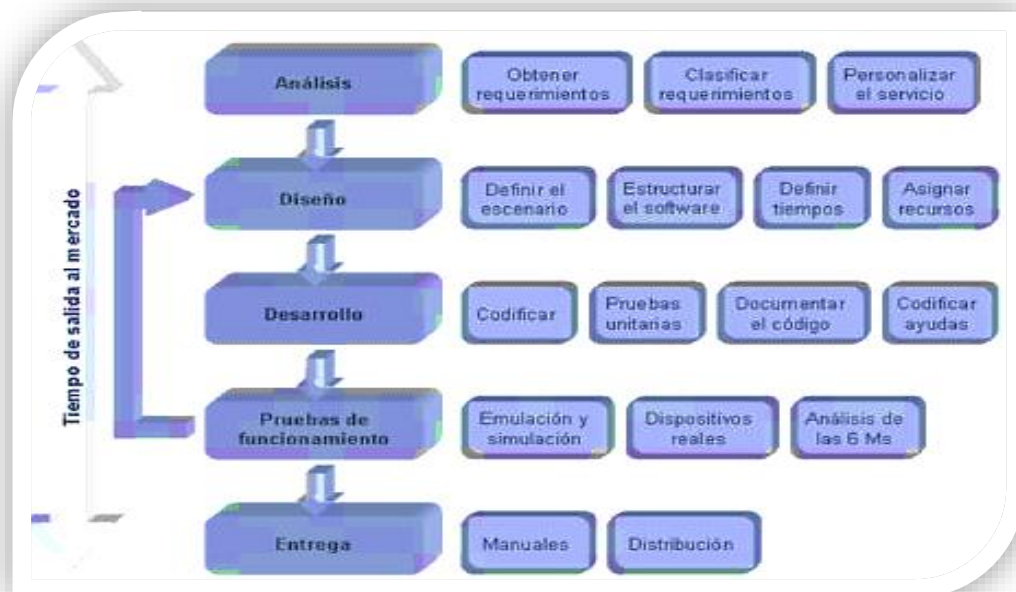 Tiempo de salida al mercado
Análisis
Obtener
requerimientos
Clasificar
requerimientos
Personalizar
el servicio
Diseño
Definir el
escenario
Estructurar
el software
Definir
tiempos
Asignar
recursos
Desarrollo
Codificar
Pruebas
unitarias
Documentar
el código
Codificar
ayudas
Pruebas de
funcionamiento
Emulación y
simulación
Dispositivos
reales
Análisis de
las 6 Ms
Entrega
Manuales
Distribución